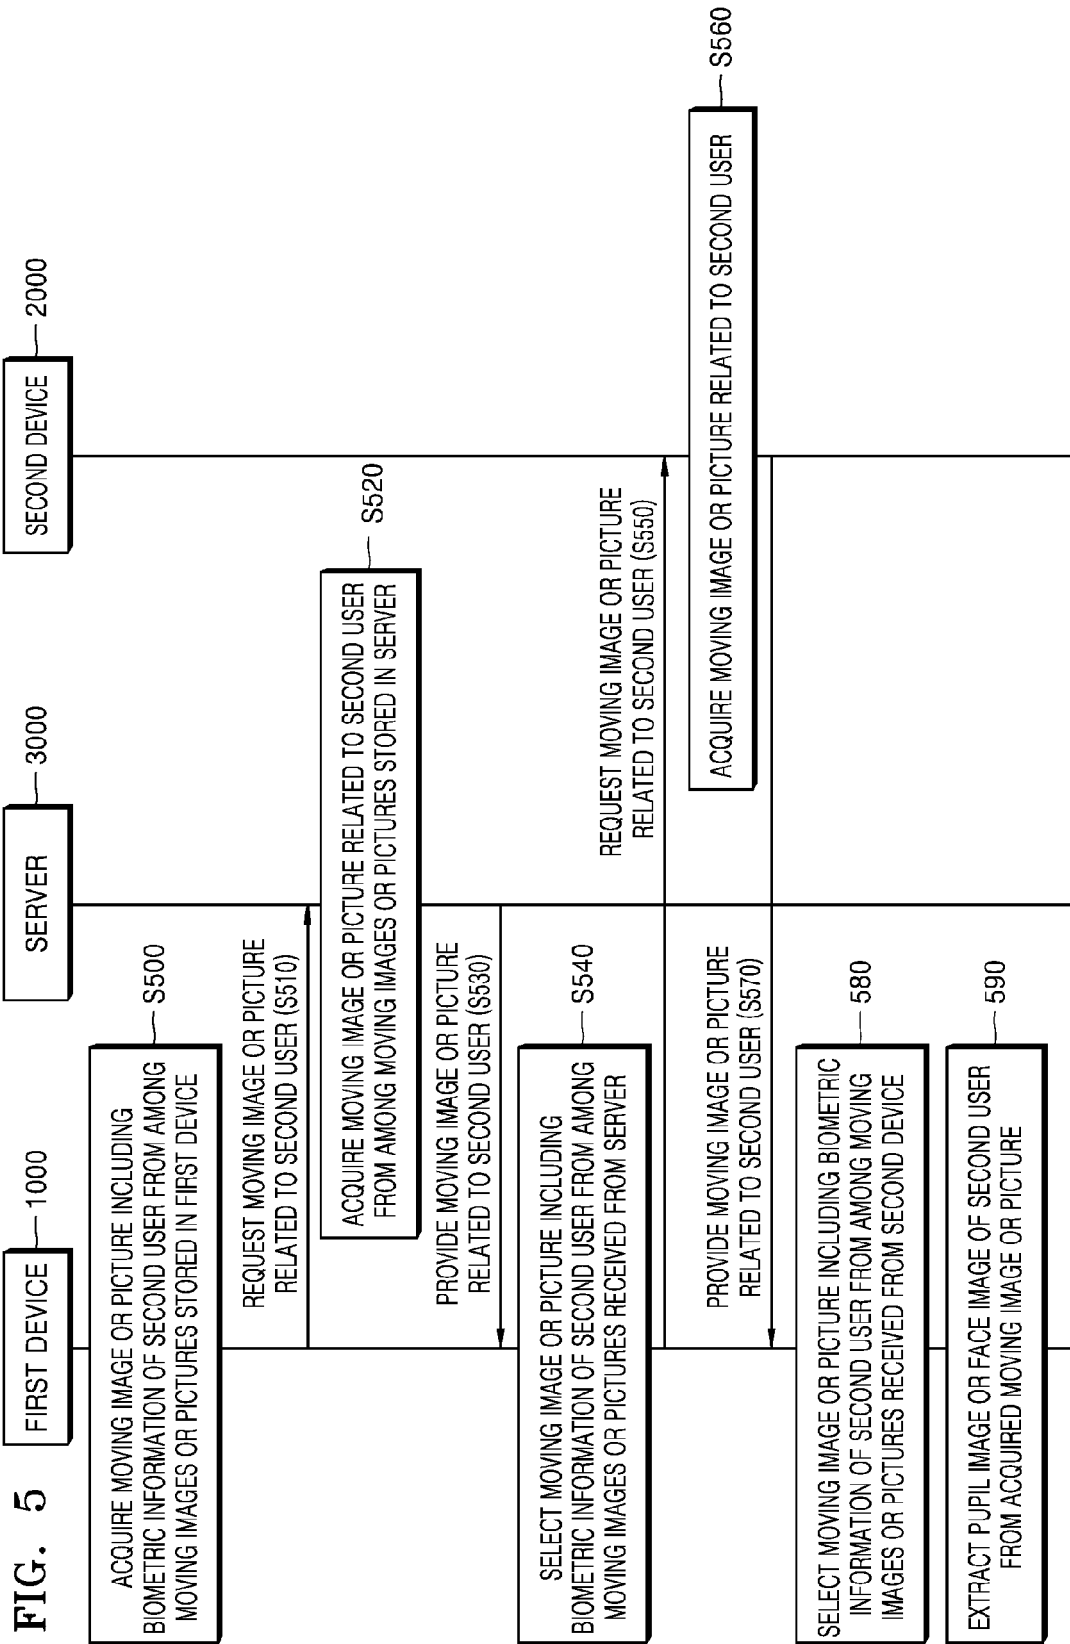 FIG. 5
FIRST DEVICE
1000
SERVER
3000
SECOND DEVICE
2000
ACQUIRE MOVING IMAGE OR PICTURE INCLUDING
BIOMETRIC INFORMATION OF SECOND USER FROM AMONG
MOVING IMAGES OR PICTURES STORED IN FIRST DEVICE
S500
REQUEST MOVING IMAGE OR PICTURE
RELATED TO SECOND USER (S510)
ACQUIRE MOVING IMAGE OR PICTURE RELATED TO SECOND USER
FROM AMONG MOVING IMAGES OR PICTURES STORED IN SERVER
S520
PROVIDE MOVING IMAGE OR PICTURE
RELATED TO SECOND USER (S530)
SELECT MOVING IMAGE OR PICTURE INCLUDING
BIOMETRIC INFORMATION OF SECOND USER FROM AMONG
MOVING IMAGES OR PICTURES RECEIVED FROM SERVER
S540
REQUEST MOVING IMAGE OR PICTURE
RELATED TO SECOND USER (S550)
ACQUIRE MOVING IMAGE OR PICTURE RELATED TO SECOND USER
S560
PROVIDE MOVING IMAGE OR PICTURE
RELATED TO SECOND USER (S570)
SELECT MOVING IMAGE OR PICTURE INCLUDING BIOMETRIC
INFORMATION OF SECOND USER FROM AMONG MOVING
IMAGES OR PICTURES RECEIVED FROM SECOND DEVICE
580
EXTRACT PUPIL IMAGE OR FACE IMAGE OF SECOND USER
FROM ACQUIRED MOVING IMAGE OR PICTURE
590